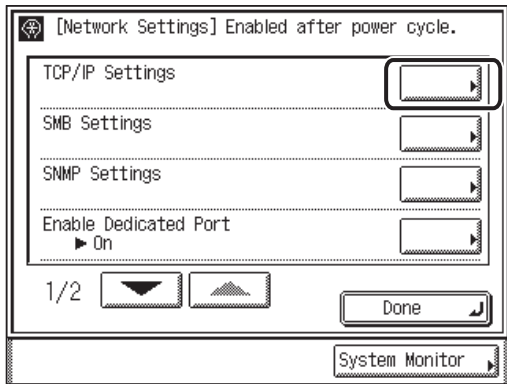 [Network Settings] Enabled after power cycle.
TCP/IP Settings
SMB Settings
SNMP Settings
Enable Dedicated Port
▶ On
1/2
Done
System Monitor